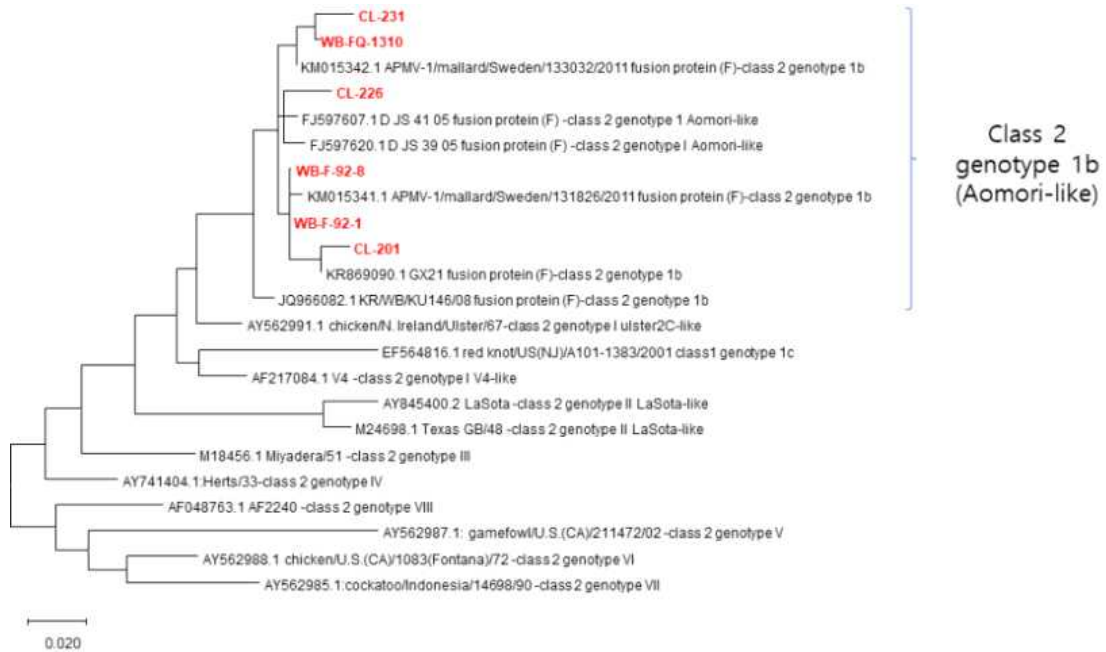 CL-231
WB-FQ-1310
KM015342.1 APMV-1/mallard/Sweden/133032/2011 fusion protein (F)-class 2 genotype 1b
CL-226
FJ597607.1 D JS 41 05 fusion protein (F) -class 2 genotype 1 Aomori-like
FJ597620.1 D JS 39 05 fusion protein (F) -class 2 genotype I Aomori-like
WB-F-92-8
KM015341.1 APMV-1/mallard/Sweden/131826/2011 fusion protein (F)-class 2 genotype 1b
WB-F-92-1
CL-201
KR869090.1 GX21 fusion protein (F)-class 2 genotype 1b
JQ966082.1 KR/WB/KU146/08 fusion protein (F)-class 2 genotype 1b
AY562991.1 chicken/N. Ireland/Ulster/67-class 2 genotype I ulster2C-like
EF564816.1 red knot/US(NJ)/A101-1383/2001 class1 genotype 1c
AF217084.1 V4 -class 2 genotype I V4-like
AY845400.2 LaSota -class 2 genotype II LaSota-like
M24698.1 Texas GB/48 -class 2 genotype II LaSota-like
M18456.1 Miyadera/51 -class 2 genotype III
AY741404.1:Herts/33-class 2 genotype IV
AF048763.1 AF2240 -class 2 genotype VIII
AY562987.1: gamefowl/U.S.(CA)/211472/02 -class 2 genotype V
AY562988.1 chicken/U.S.(CA)/1083(Fontana)/72 -class 2 genotype VI
AY562985.1:cockatoo/Indonesia/14698/90 -class 2 genotype VII
0.020
Class 2
genotype 1b
(Aomori-like)